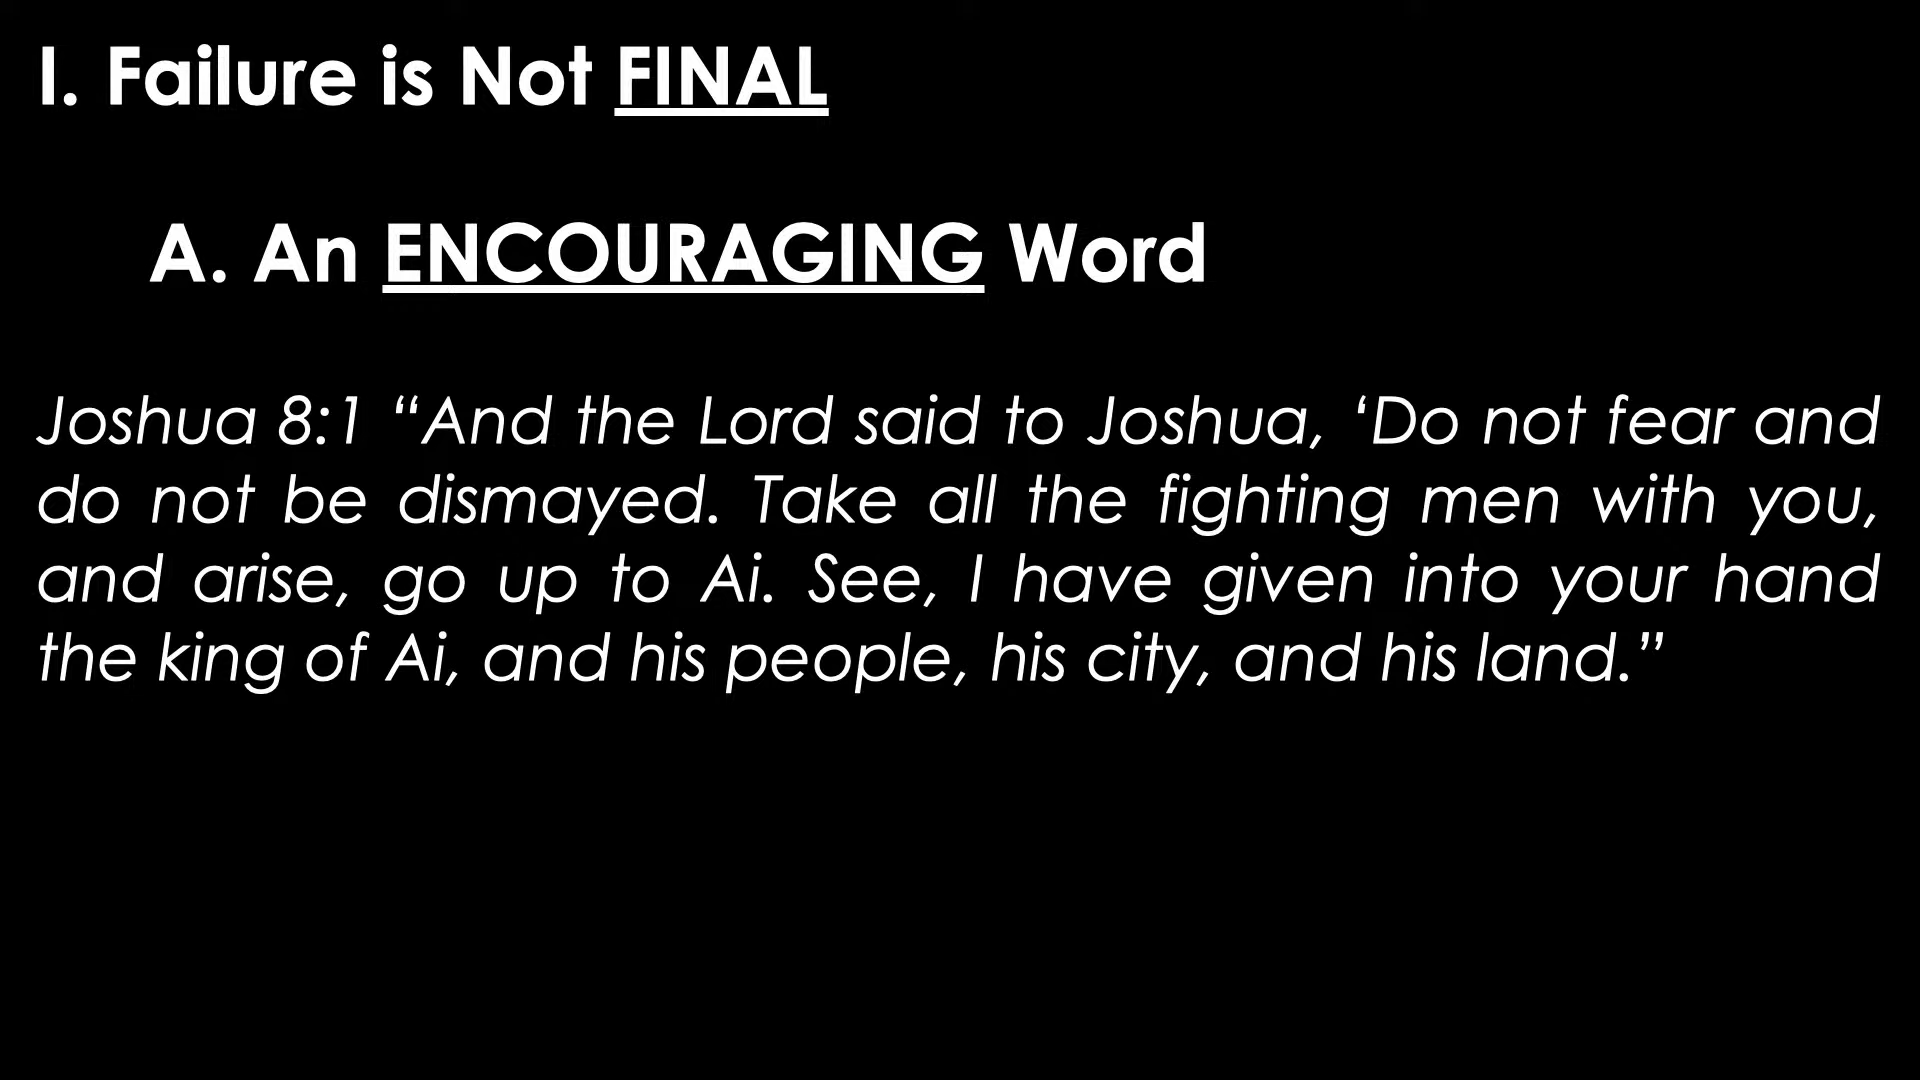 I. Failure is Not FINAL
A. An ENCOURAGING Word
Joshua 8:1 “And the Lord said to Joshua, ‘Do not fear and
do not be dismayed. Take all the fighting men with you,
and arise, go up to Ai. See, I have given into your hand
the king of Ai, and his people, his city, and his land.”